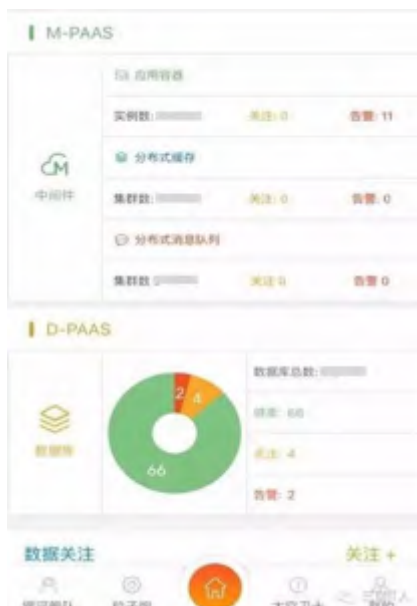 M-PAAS
应用容器
实例数:
关注: 0
告警: 11
中间件
分布式缓存
集群数:
关注: 0
告警: 0
分布式消息队列
集群数:
关注: 0
告警: 0
D-PAAS
数据库
2
4
66
数据库总数:
健康: 66
关注: 4
告警: 2
数据关注
关注 +